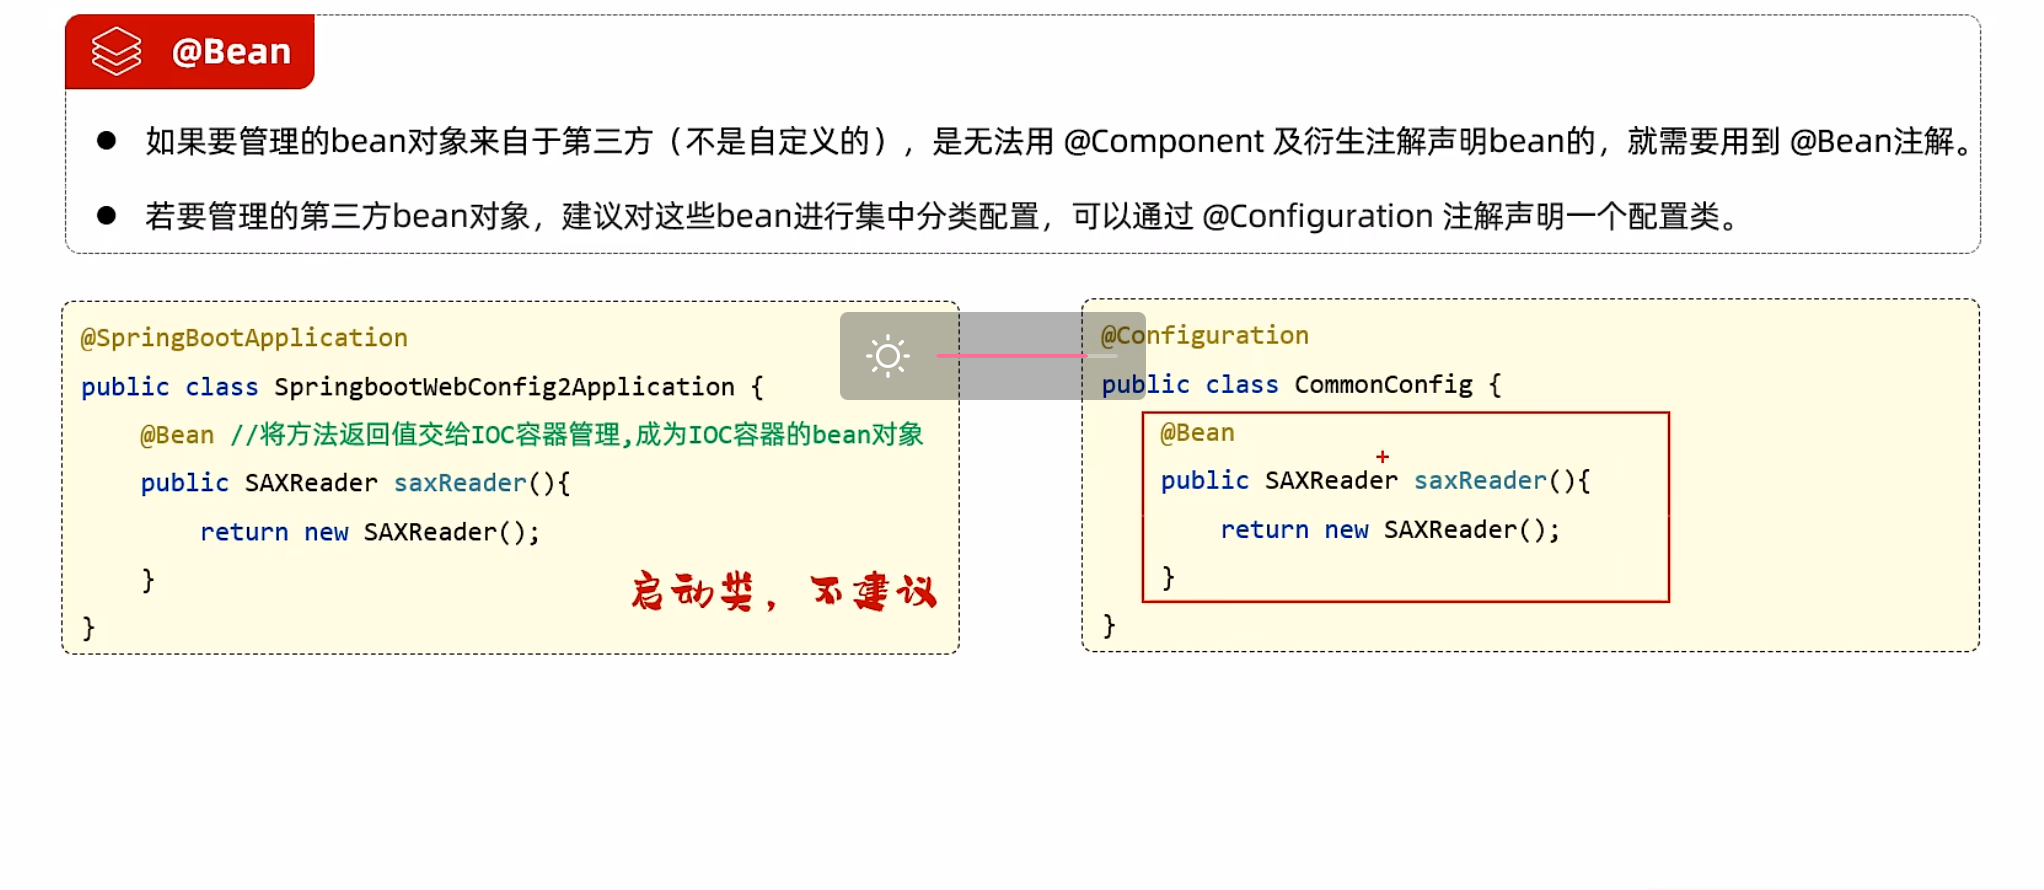 @Bean
如果要管理的bean对象来自于第三方（不是自定义的），是无法用 @Component 及衍生注解声明bean的，就需要用到 @Bean注解。
若要管理的第三方bean对象，建议对这些bean进行集中分类配置，可以通过 @Configuration 注解声明一个配置类。
@SpringBootApplication
public class SpringbootWebConfig2Application {
@Bean //将方法返回值交给IOC容器管理,成为IOC容器的bean对象
public SAXReader saxReader(){
return new SAXReader();
}
}
启动类，不建议
@Configuration
public class CommonConfig {
@Bean
public SAXReader saxReader(){
return new SAXReader();
}
}